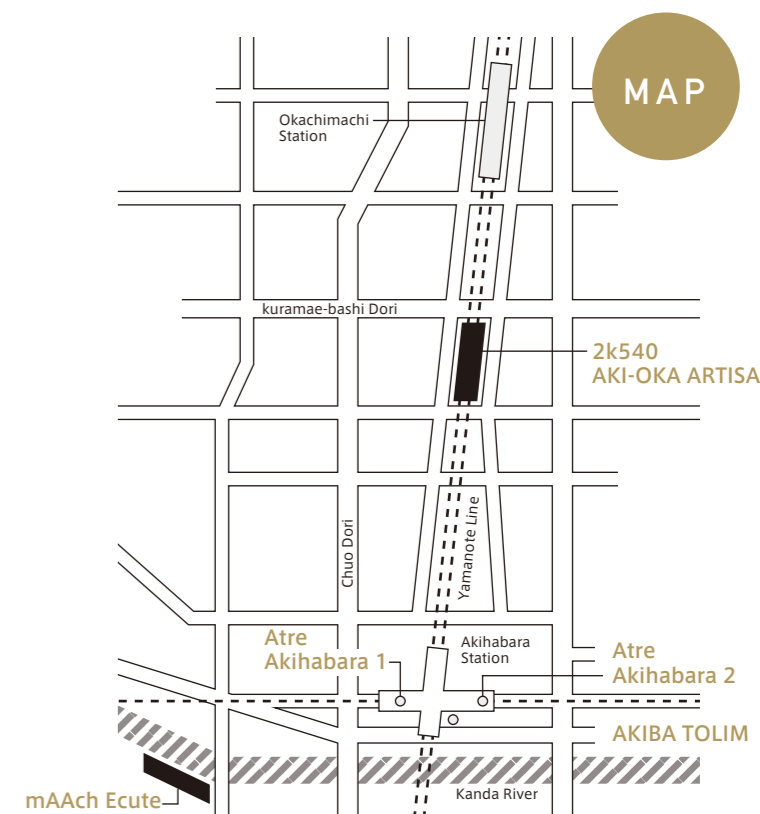 MAP
Okachimachi
Station
kuramae-bashi Dori
2k540
AKI-OKA ARTISA
Chuo Dori
Yamanote Line
Atre
Akihabara 1
Akihabara
Station
Atre
Akihabara 2
AKIBA TOLIM
mAAch Ecute
Kanda River